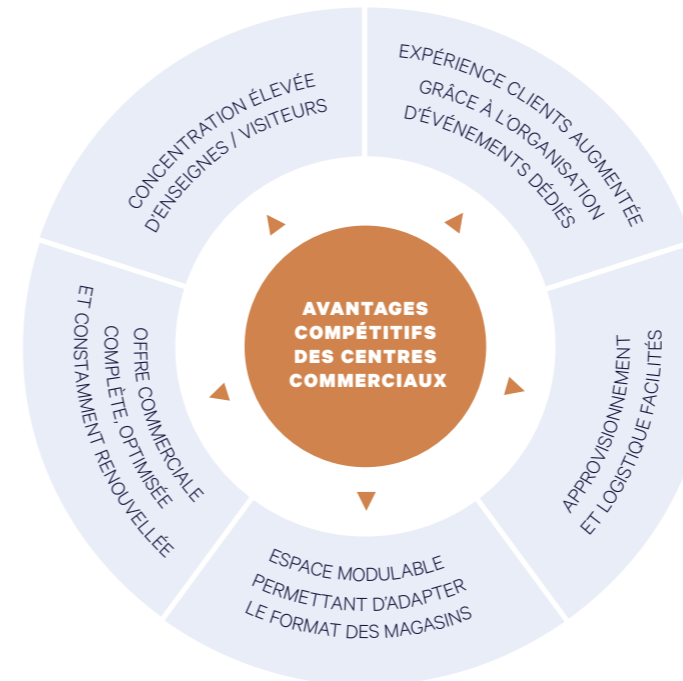 AVANTAGES
COMPÉTITIFS
DES CENTRES
COMMERCIAUX
CONCENTRATION ÉLEVÉE
D'ENSEIGNES / VISITEURS
EXPÉRIENCE CLIENTS AUGMENTÉE
GRÂCE À L'ORGANISATION
D'ÉVÉNEMENTS DÉDIÉS
APPROVISIONNEMENT
ET LOGISTIQUE FACILITÉS
ESPACE MODULABLE
PERMETTANT D'ADAPTER
LE FORMAT DES MAGASINS
OFFRE COMMERCIALE
COMPLÈTE, OPTIMISÉE
ET CONSTAMMENT RENOUVELLÉE